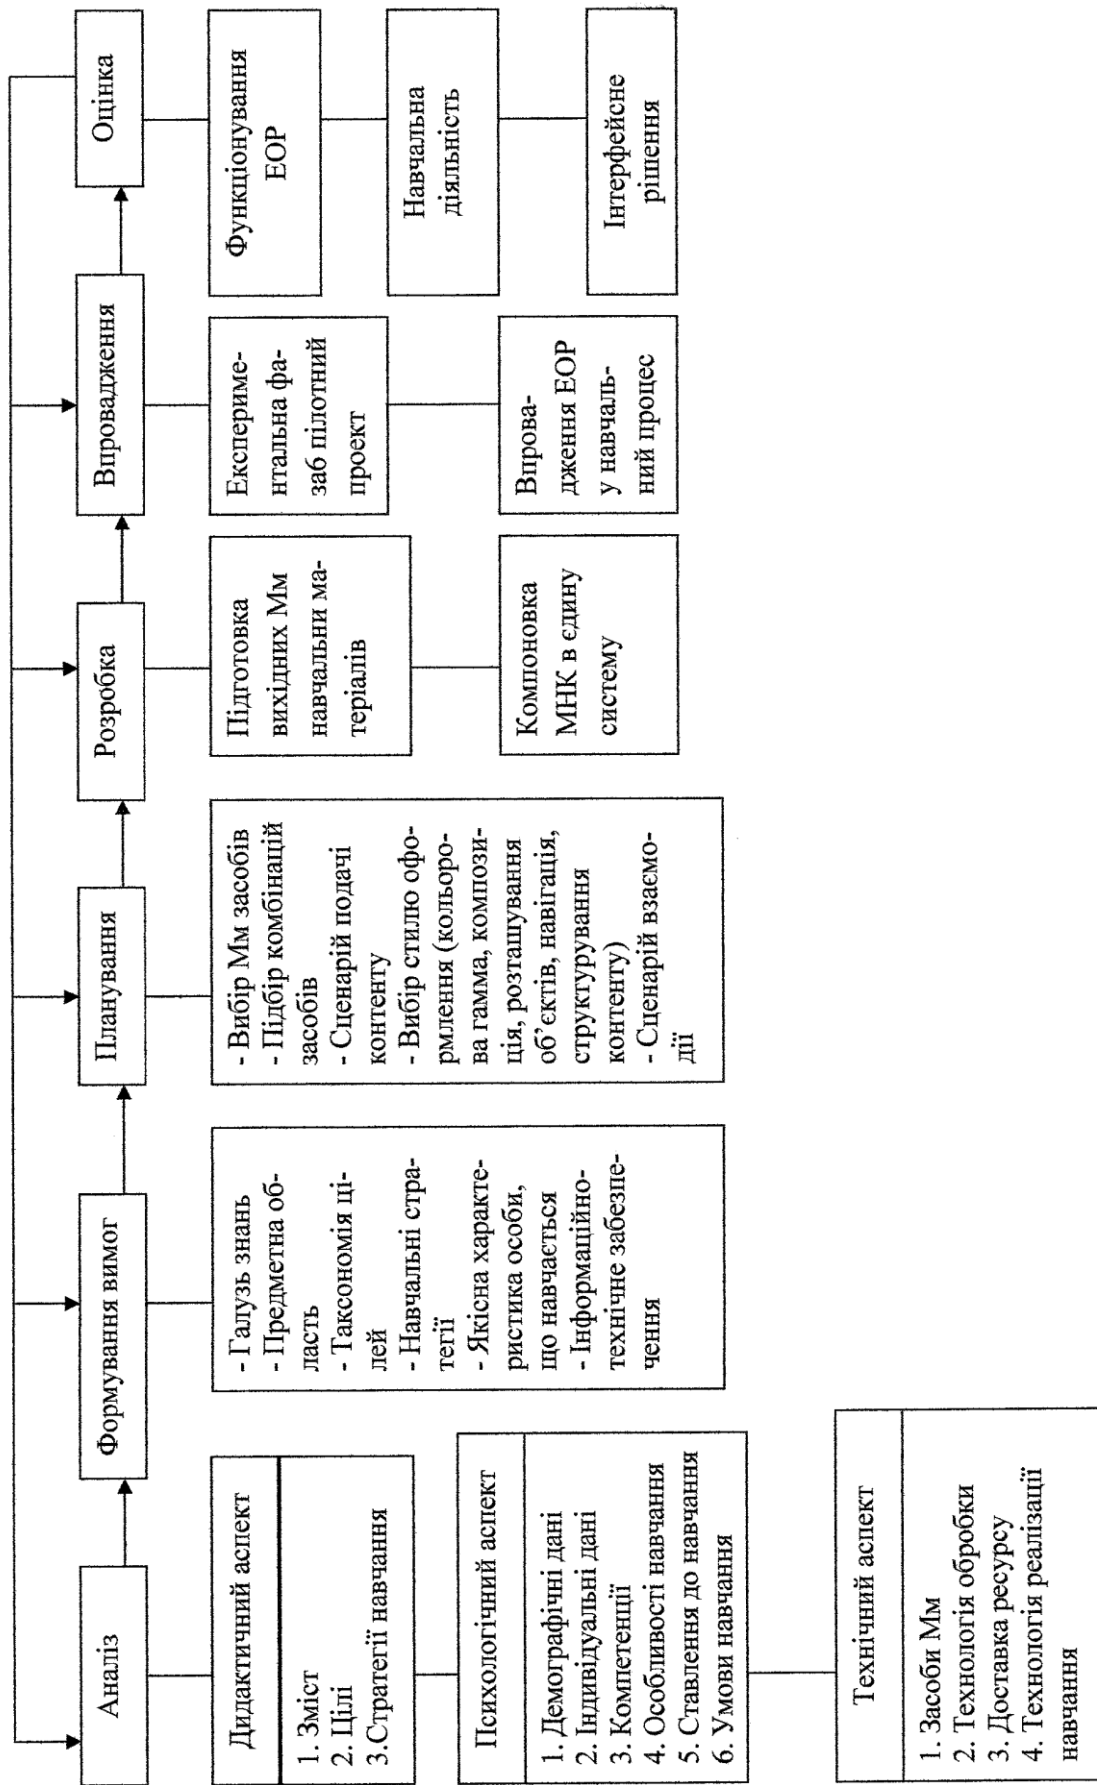 Аналіз
Формування вимог
Планування
Розробка
Впровадження
Оцінка
Дидактичний аспект
1. Зміст
2. Цілі
3.Стратегії навчання
Психологічний аспект
1. Демографічні дані
2. Індивідуальні дані
3. Компетенції
4. Особливості навчання
5. Ставлення до навчання
6. Умови навчання
Технічний аспект
1. Засоби Мм
2. Технологія обробки
3. Доставка ресурсу
4. Технологія реалізації
навчання
- Галузь знань
- Предметна об-
ласть
- Таксономія ці-
лей
- Навчальні стра-
тегії
- Якісна характе-
ристика особи,
що навчається
- Інформаційно-
технічне забезпе-
чення
- Вибір Мм засобів
- Підбір комбінацій
засобів
- Сценарій подачі
контенту
- Вибір стилю офо-
рмлення (кольоро-
ва гамма, компози-
ція, розташування
об’єктів, навігація,
структурування
контенту)
- Сценарій взаємо-
дії
Підготовка
вихідних Мм
навчальни ма-
теріалів
Компоновка
МНК в єдину
систему
Експериме-
нтальна фа-
заб пілотний
проект
Впрова-
дження ЕОР
у навчаль-
ний процес
Функціонування
ЕОР
Навчальна
діяльність
Інтерфейсне
рішення